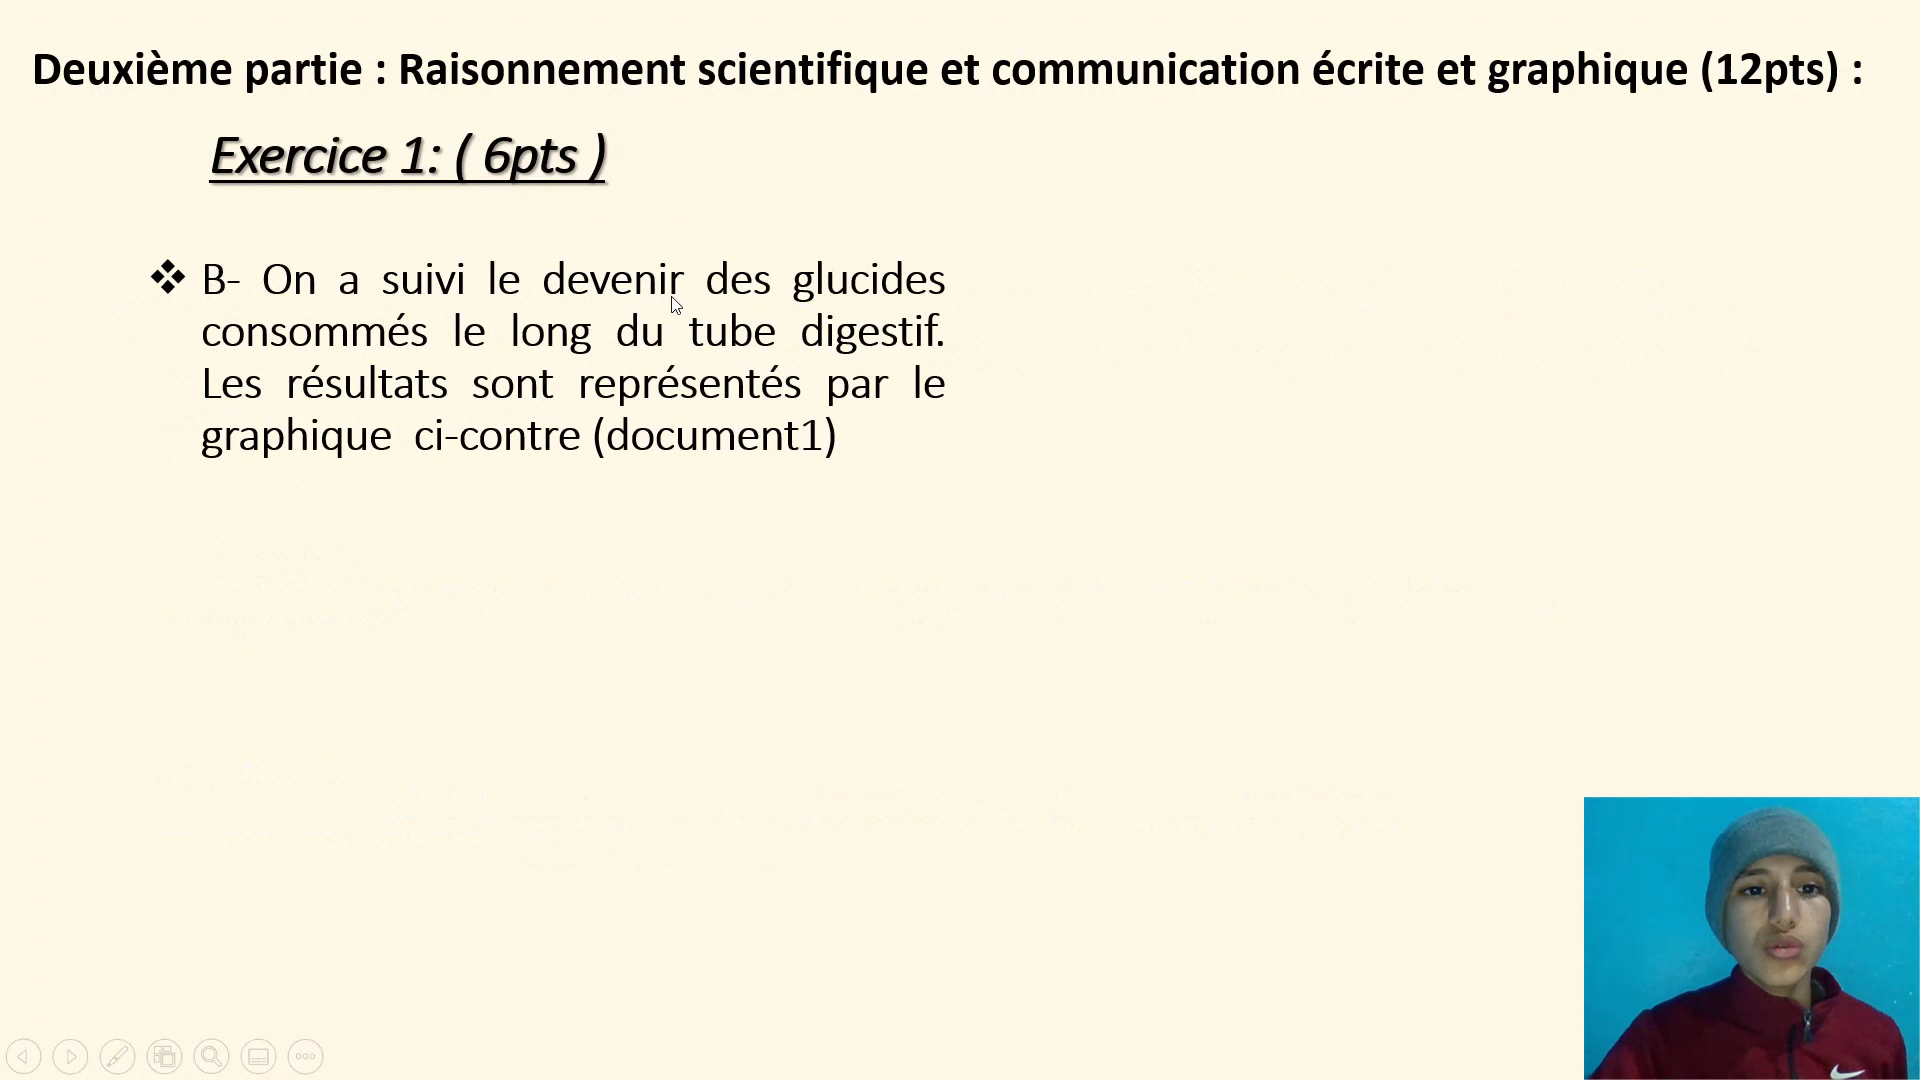 Deuxième partie : Raisonnement scientifique et communication écrite et graphique (12pts) :
Exercice 1: ( 6pts )
B- On a suivi le devenir des glucides
consommés le long du tube digestif.
Les résultats sont représentés par le
graphique ci-contre (document1)